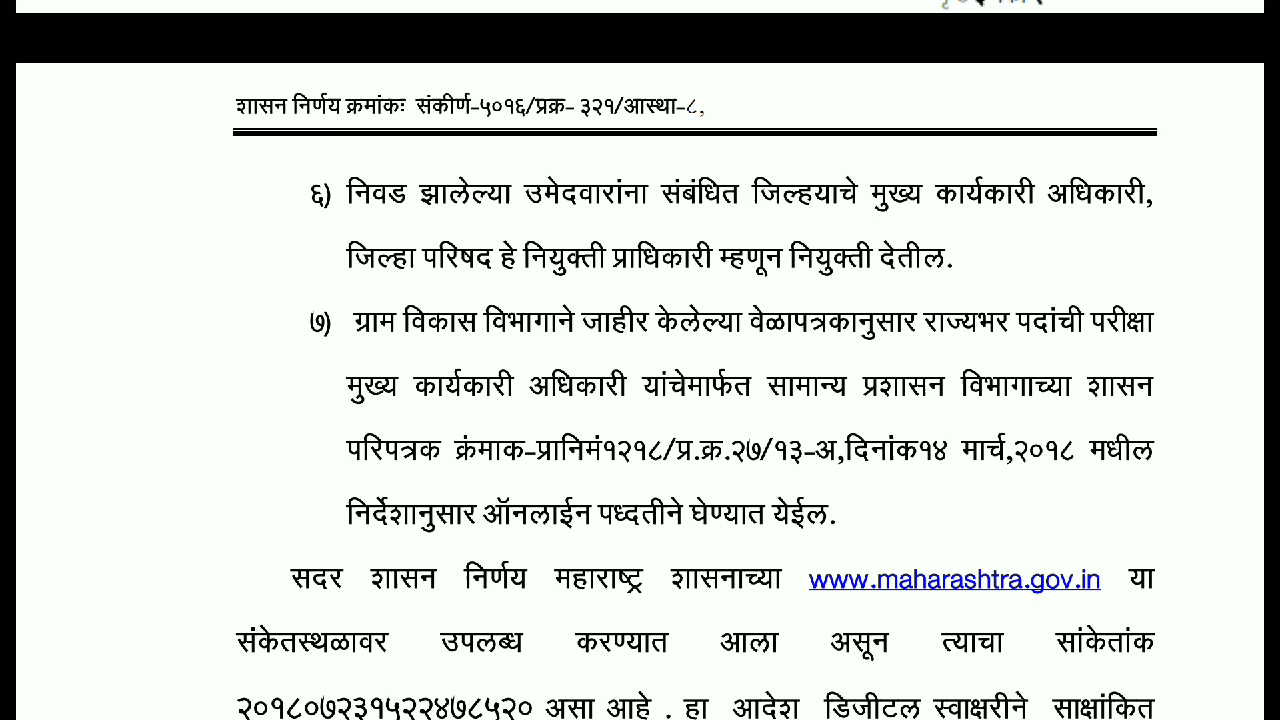 शासन निर्णय क्रमांकः संकीर्ण-५०१६/प्रक्र- ३२१/आस्था-८,
६) निवड झालेल्या उमेदवारांना संबंधित जिल्हयाचे मुख्य कार्यकारी अधिकारी,
जिल्हा परिषद हे नियुक्ती प्राधिकारी म्हणून नियुक्ती देतील.
७) ग्राम विकास विभागाने जाहीर केलेल्या वेळापत्रकानुसार राज्यभर पदांची परीक्षा
मुख्य कार्यकारी अधिकारी यांचेमार्फत सामान्य प्रशासन विभागाच्या शासन
परिपत्रक क्रंमाक-प्रानिमं१२१८/प्र.क्र.२७/१३-अ,दिनांक१४ मार्च,२०१८ मधील
निर्देशानुसार ऑनलाईन पध्दतीने घेण्यात येईल.
सदर शासन निर्णय महाराष्ट्र शासनाच्या www.maharashtra.gov.in या
संकेतस्थळावर उपलब्ध करण्यात आला असून त्याचा सांकेतांक
२०१८०७२३१५२२४७८५२० असा आहे . हा आदेश डिजीटल स्वाक्षरीने साक्षांकित